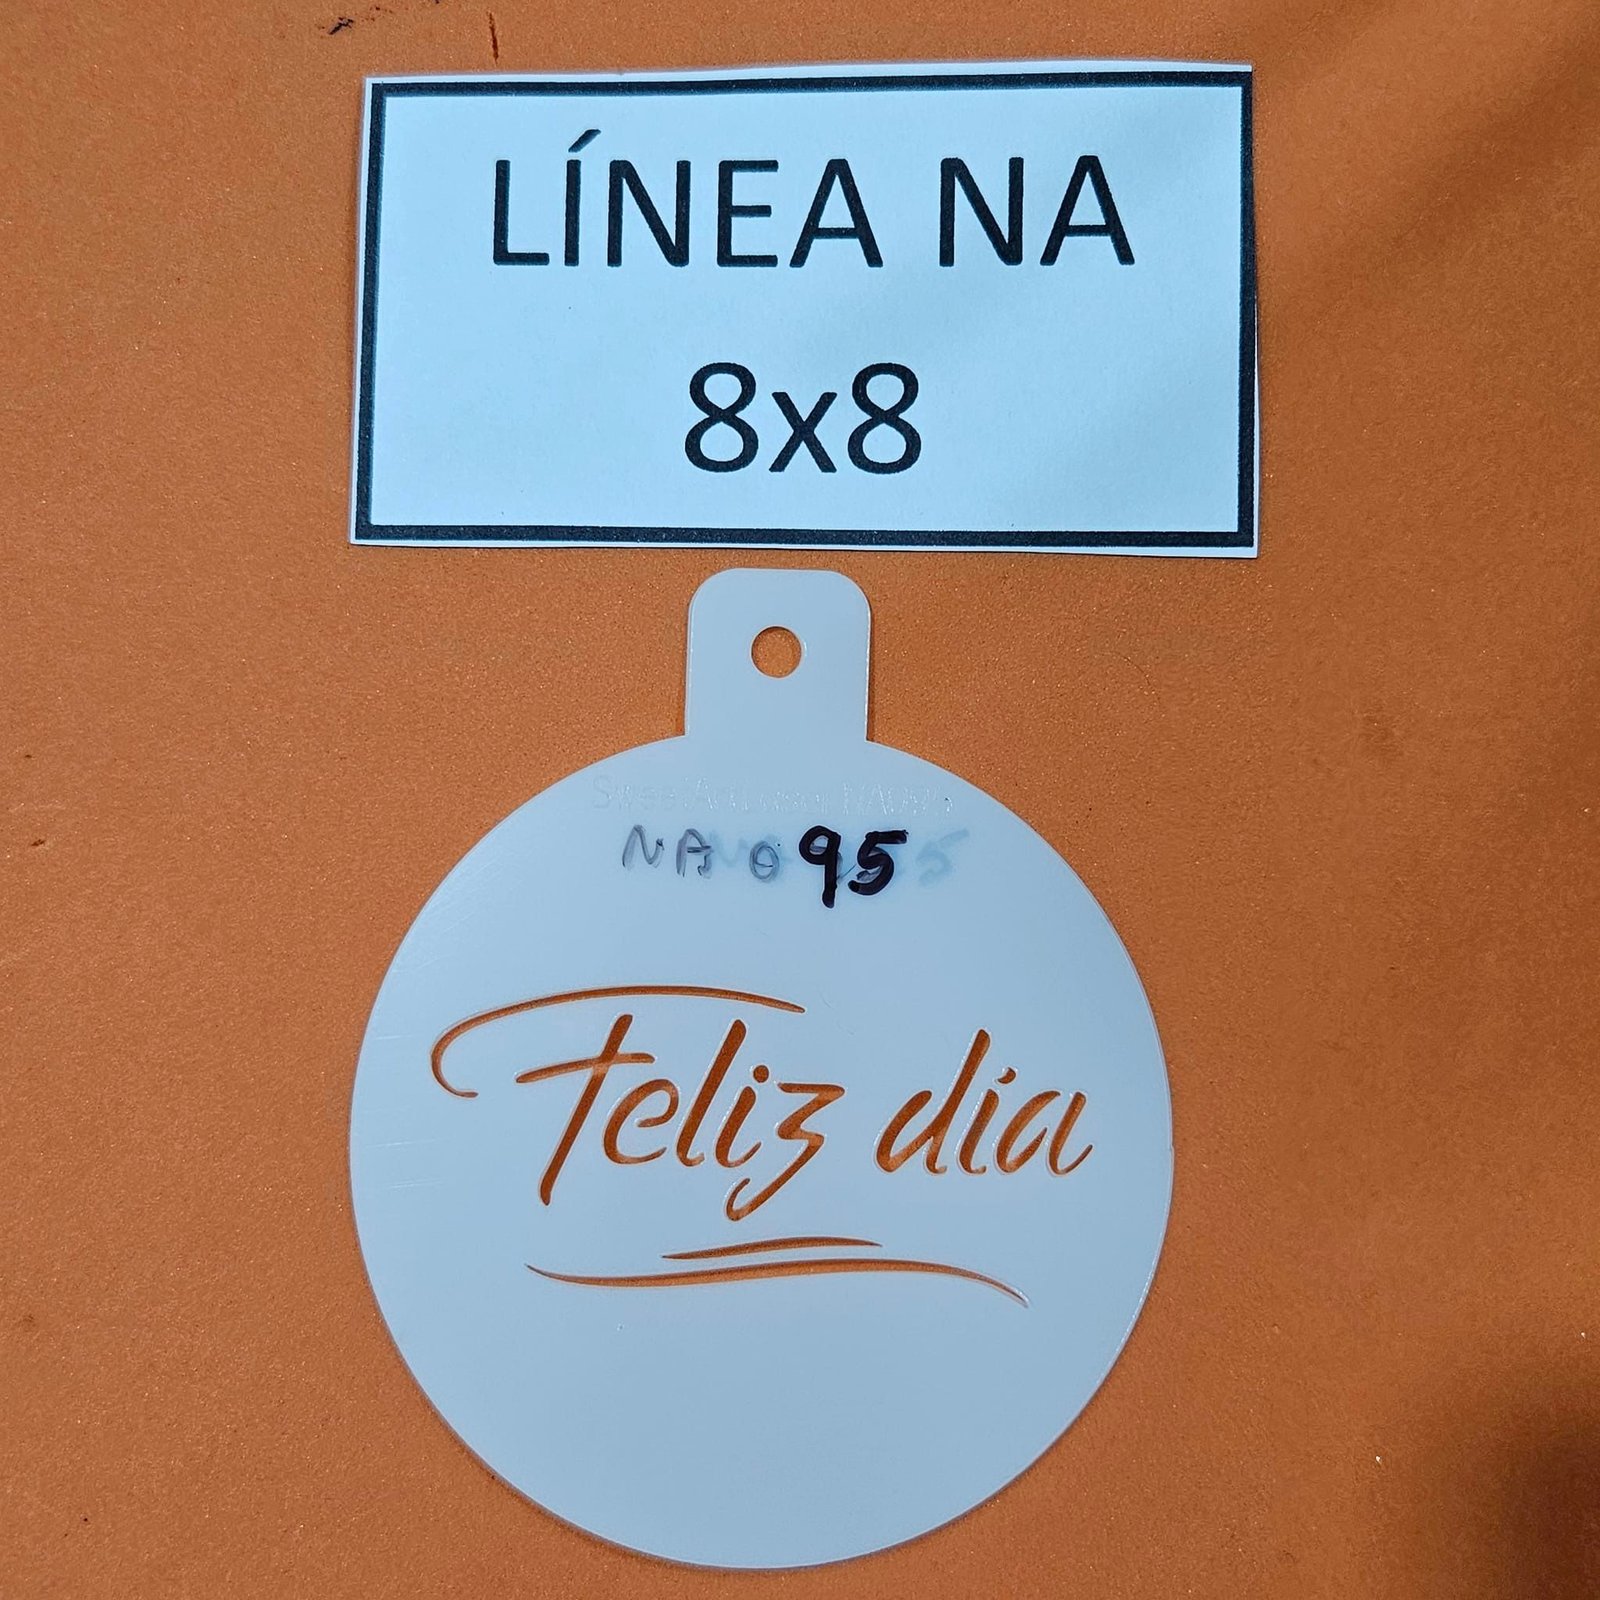 LÍNEA NA
8x8
NA 095
Feliz día